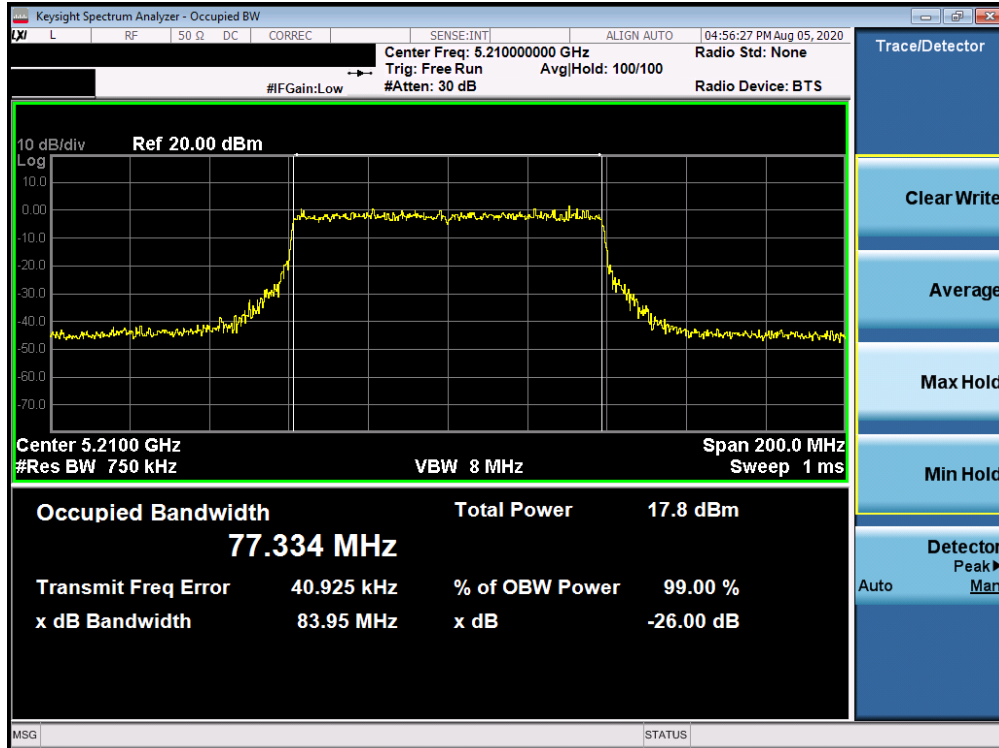 Keysight Spectrum Analyzer - Occupied BW
LXI L RF 50 Ω DC CORREC SENSE:INT ALIGN AUTO 04:56:27 PM Aug 05, 2020
Center Freq: 5.210000000 GHz Radio Std: None
Trig: Free Run Avg|Hold: 100/100
#IFGain:Low #Atten: 30 dB Radio Device: BTS
10 dB/div Ref 20.00 dBm
Log
10.0
0.00
-10.0
-20.0
-30.0
-40.0
-50.0
-60.0
-70.0
Center 5.2100 GHz Span 200.0 MHz
#Res BW 750 kHz VBW 8 MHz Sweep 1 ms
Occupied Bandwidth Total Power 17.8 dBm
77.334 MHz
Transmit Freq Error 40.925 kHz % of OBW Power 99.00 %
x dB Bandwidth 83.95 MHz x dB -26.00 dB
MSG STATUS
Trace/Detector
Clear Write
Average
Max Hold
Min Hold
Detector
Peak▶
Auto Man